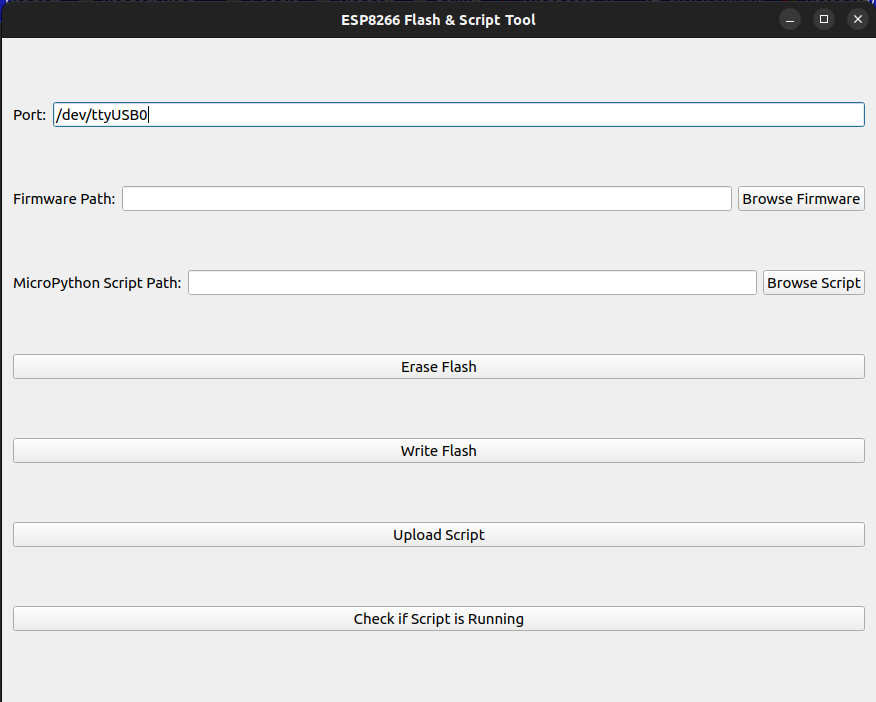 ESP8266 Flash & Script Tool
Port: /dev/ttyUSB0
Firmware Path: Browse Firmware
MicroPython Script Path: Browse Script
Erase Flash
Write Flash
Upload Script
Check if Script is Running